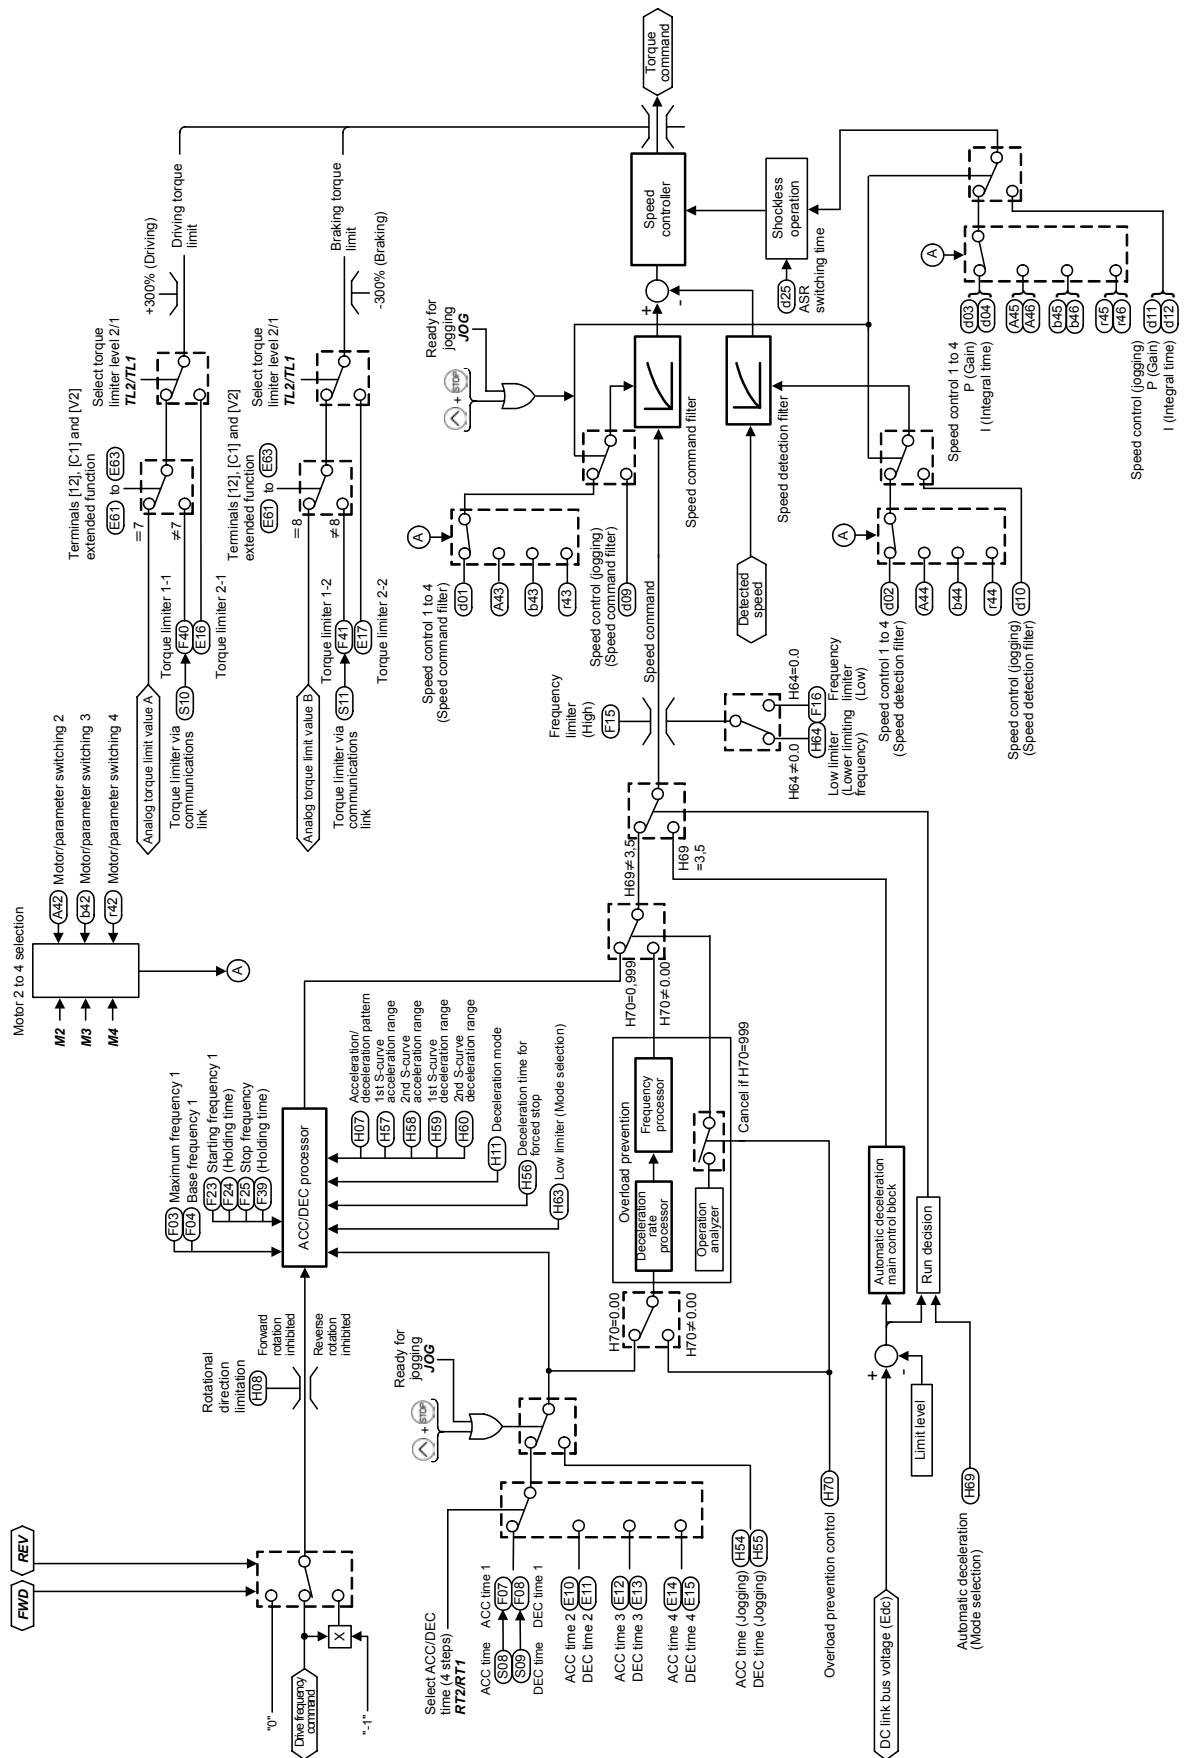 FWD
REV
"0"
Drive frequency
command
"-1"
X
Rotational
direction
limitation
H08
Forward
rotation
inhibited
Reverse
rotation
inhibited
F03 Maximum frequency 1
F04 Base frequency 1
F23 Starting frequency 1
F24 (Holding time)
F25 Stop frequency
F39 (Holding time)
ACC/DEC processor
H07 Acceleration/
deceleration pattern
H57 1st S-curve
acceleration range
H58 2nd S-curve
acceleration range
H59 1st S-curve
deceleration range
H60 2nd S-curve
deceleration range
H11 Deceleration mode
H56 Deceleration time for
forced stop
H63 Low limiter (Mode selection)
Motor 2 to 4 selection
M2
M3
M4
A42 Motor/parameter switching 2
b42 Motor/parameter switching 3
r42 Motor/parameter switching 4
A
Select ACC/DEC
time (4 steps)
RT2/RT1
ACC time
ACC time 1
S08
F07
S09
F08
DEC time
DEC time 1
ACC time 2 E10
DEC time 2 E11
ACC time 3 E12
DEC time 3 E13
ACC time 4 E14
DEC time 4 E15
ACC time (Jogging) H54
DEC time (Jogging) H55
+ STOP
Ready for
jogging
JOG
Overload prevention control H70
H70=0.00
H70≠0.00
Overload prevention
Deceleration
rate
processor
Frequency
processor
Operation
analyzer
Cancel if H70=999
H70=0,999
H70≠0.00
H69≠3,5
H69
=3,5
DC link bus voltage (Edc)
+
-
Limit level
Automatic deceleration
(Mode selection)
H69
Automatic deceleration
main control block
Run decision
Analog torque limit value A
Torque limiter 1-1
S10
F40
E16
Torque limiter via
communications
link
Torque limiter 2-1
Terminals [12], [C1] and [V2]
extended function
E61 to E63
=7
≠7
Select torque
limiter level 2/1
TL2/TL1
+300% (Driving)
Driving torque
limit
Analog torque limit value B
Torque limiter 1-2
S11
F41
E17
Torque limiter via
communications
link
Torque limiter 2-2
Terminals [12], [C1] and [V2]
extended function
E61 to E63
=8
≠8
Select torque
limiter level 2/1
TL2/TL1
Braking torque
limit
-300% (Braking)
Frequency
limiter
(High)
F15
H64≠0.0
H64=0.0
H64
F16
Low limiter
(Lower limiting
frequency)
Frequency
limiter
(Low)
Speed command
Speed control 1 to 4
(Speed command filter)
d01
A43
b43
r43
A
Speed control (jogging)
(Speed command filter)
d09
+ STOP
Ready for
jogging
JOG
Speed command filter
Detected
speed
Speed detection filter
d02
A44
b44
r44
A
Speed control 1 to 4
(Speed detection filter)
d10
Speed control (jogging)
(Speed detection filter)
+
-
Speed
controller
Torque
command
Shockless
operation
d25
ASR
switching time
A
d03
d04
A45
A46
b45
b46
r45
r46
d11
d12
Speed control 1 to 4
P (Gain)
I (Integral time)
Speed control (jogging)
P (Gain)
I (Integral time)